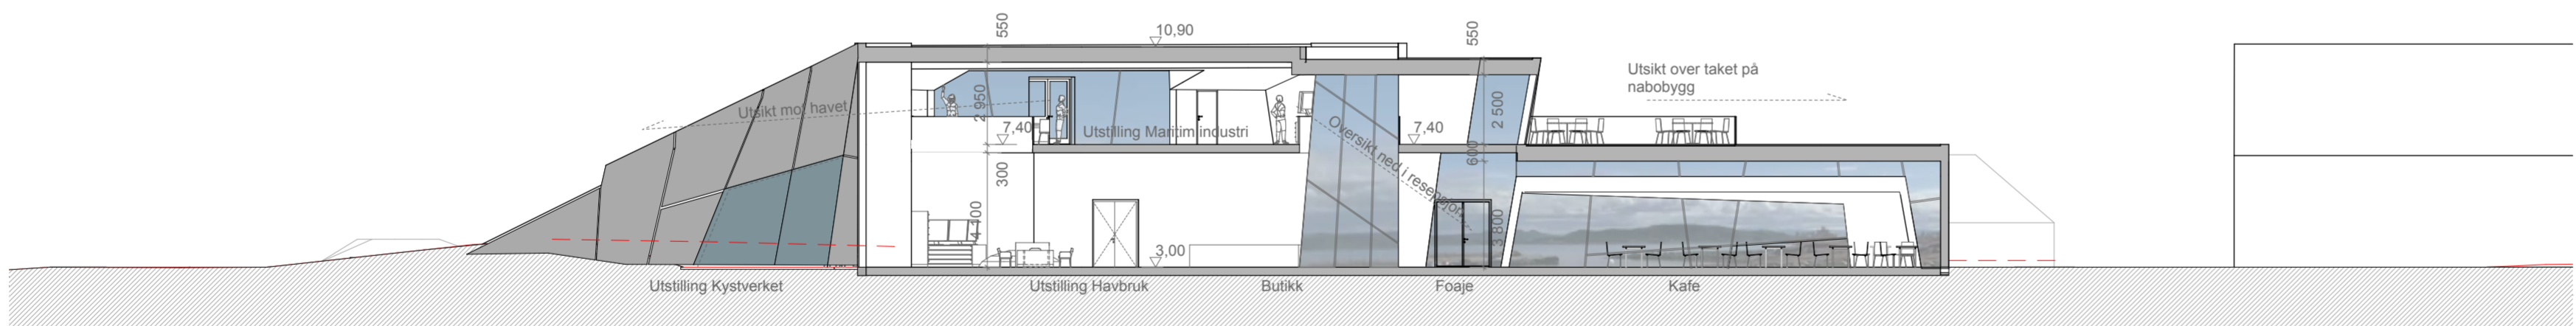 550
10,90
550
Utsikt over taket på
nabobygg
Utsikt mot havet
2 950
7,40
Utstilling Maritim industri
7,40
2 500
Oversikt ned i resepsjon
600
300
4 100
3,00
3 800
Utstilling Kystverket
Utstilling Havbruk
Butikk
Foaje
Kafe